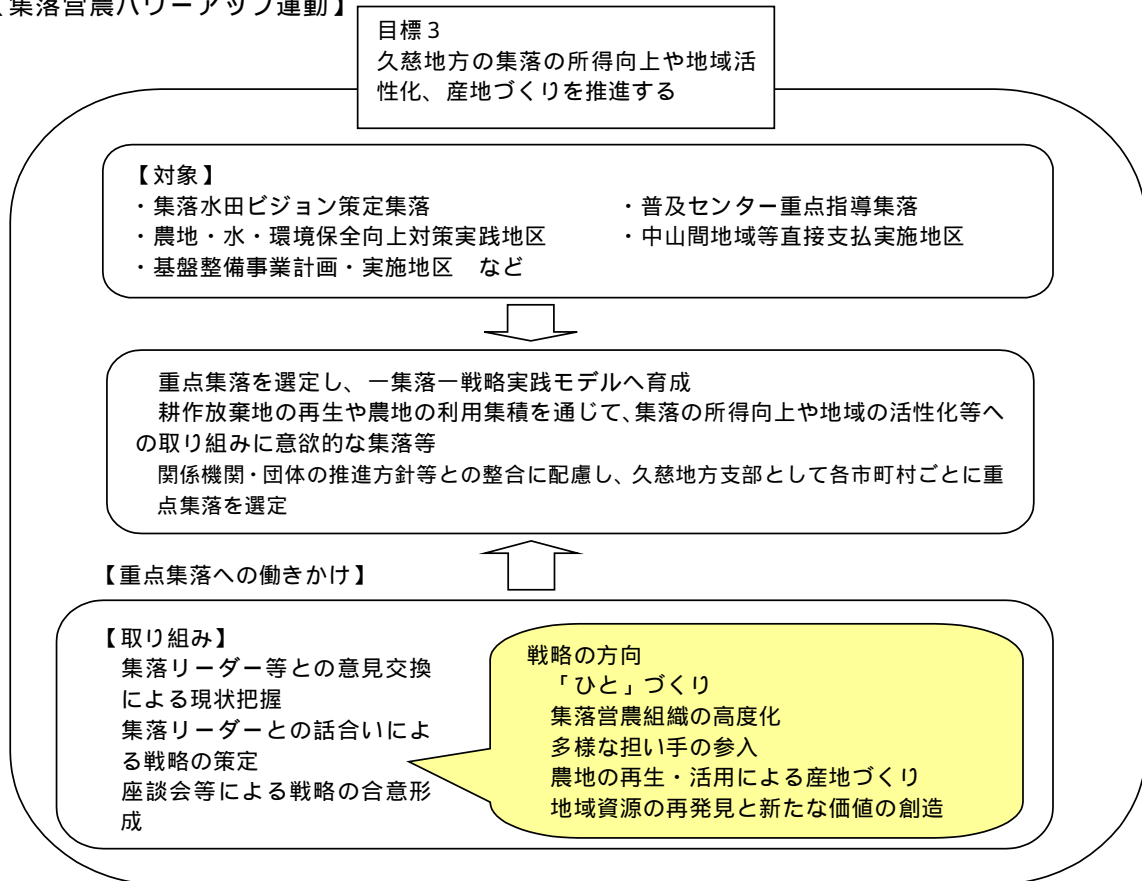 【集落営農パワーアップ運動】
目標3
久慈地方の集落の所得向上や地域活
性化、産地づくりを推進する
【対象】
・集落水田ビジョン策定集落 ・普及センター重点指導集落
・農地・水・環境保全向上対策実践地区 ・中山間地域等直接支払実施地区
・基盤整備事業計画・実施地区 など
重点集落を選定し、一集落一戦略実践モデルへ育成
耕作放棄地の再生や農地の利用集積を通じて、集落の所得向上や地域の活性化等へ
の取り組みに意欲的な集落等
関係機関・団体の推進方針等との整合に配慮し、久慈地方支部として各市町村ごとに重
点集落を選定
【重点集落への働きかけ】
【取り組み】
集落リーダー等との意見交換
による現状把握
集落リーダーとの話合いによ
る戦略の策定
座談会等による戦略の合意形
成
戦略の方向
「ひと」づくり
集落営農組織の高度化
多様な担い手の参入
農地の再生・活用による産地づくり
地域資源の再発見と新たな価値の創造